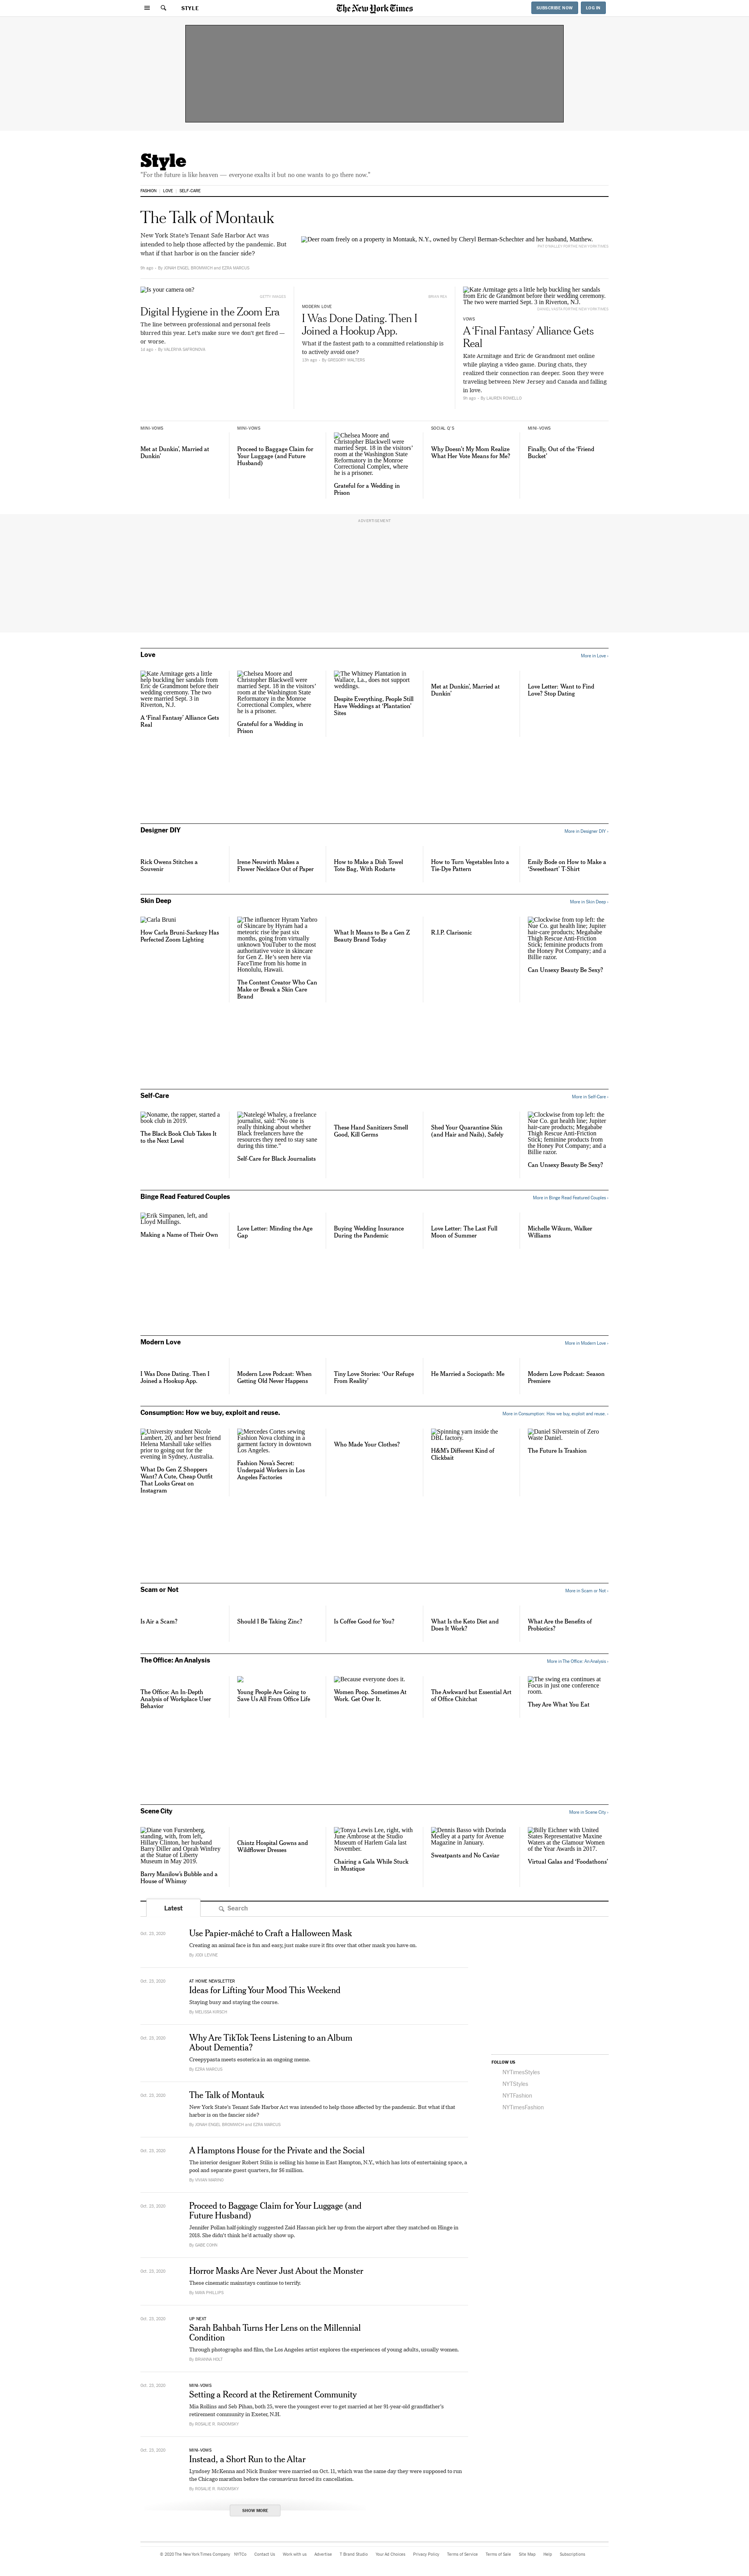 STYLE
The New York Times
SUBSCRIBE NOW
LOG IN
Style
"For the future is like heaven — everyone exalts it but no one wants to go there now."
FASHION
LOVE
SELF-CARE
The Talk of Montauk
New York State's Tenant Safe Harbor Act was
intended to help those affected by the pandemic. But
what if that harbor is on the fancier side?
9h ago · By JONAH ENGEL BROMWICH and EZRA MARCUS
Deer roam freely on a property in Montauk, N.Y., owned by Cheryl Berman-Schechter and her husband, Matthew.
Is your camera on?
GETTY IMAGES
Digital Hygiene in the Zoom Era
The line between professional and personal feels
blurred this year. Let's make sure we don't get fired —
or worse.
BRIAN REA
MODERN LOVE
I Was Done Dating. Then I
Joined a Hookup App.
What if the fastest path to a committed relationship is
to actively avoid one?
By GREGORY WALTERS
Kate Armitage gets a little help buckling her sandals
from Eric de Grandmont before their wedding ceremony.
The two were married Sept. 3 in Riverton, N.J.
VOWS
A 'Final Fantasy' Alliance Gets
Real
Kate Armitage and Eric de Grandmont met online
while playing a video game. During chats, they
realized their connection ran deeper. Soon they were
traveling between New Jersey and Canada and falling
in love.
9h ago · By LAUREN ROWELLO
MINI-VOWS
Met at Dunkin', Married at
Dunkin'
MINI-VOWS
Proceed to Baggage Claim for
Your Luggage (and Future
Husband)
Chelsea Moore and
Christopher Blackwell were
married Sept. 18 in the visitors'
room at the Washington State
Reformatory in the Monroe
Correctional Complex, where
he is a prisoner.
Grateful for a Wedding in
Prison
SOCIAL Q'S
Why Doesn't My Mom Realize
What Her Vote Means for Me?
MINI-VOWS
Finally, Out of the 'Friend
Bucket'
ADVERTISEMENT
Love
More in Love ›
Kate Armitage gets a little
help buckling her sandals from
Eric de Grandmont before their
wedding ceremony. The two
were married Sept. 3 in
Riverton, N.J.
A 'Final Fantasy' Alliance Gets
Real
Chelsea Moore and
Christopher Blackwell were
married Sept. 18 in the visitors'
room at the Washington State
Reformatory in the Monroe
Correctional Complex, where
he is a prisoner.
Grateful for a Wedding in
Prison
The Whitney Plantation in
Wallace, La., does not support
weddings.
Despite Everything, People Still
Have Weddings at 'Plantation'
Sites
Met at Dunkin', Married at
Dunkin'
Love Letter: Want to Find
Love? Stop Dating
Designer DIY
More in Designer DIY ›
Rick Owens Stitches a
Souvenir
Irene Neuwirth Makes a
Flower Necklace Out of Paper
How to Make a Dish Towel
Tote Bag, With Rodarte
How to Turn Vegetables Into a
Tie-Dye Pattern
Emily Bode on How to Make a
'Sweetheart' T-Shirt
Skin Deep
More in Skin Deep ›
Carla Bruni
How Carla Bruni-Sarkozy Has
Perfected Zoom Lighting
The influencer Hyram Yarbro
of Skincare by Hyram had a
meteoric rise the past six
months, going from virtually
unknown YouTuber to the most
authoritative voice in skincare
for Gen Z. He's seen here via
FaceTime from his home in
Honolulu, Hawaii.
The Content Creator Who Can
Make or Break a Skin Care
Brand
What It Means to Be a Gen Z
Beauty Brand Today
R.I.P. Clarisonic
Clockwise from top left: the
Nue Co. gut health line; Jupiter
hair-care products; Megababe
Thigh Rescue Anti-Friction
Stick; feminine products from
the Honey Pot Company; and a
Billie razor.
Can Unsexy Beauty Be Sexy?
Self-Care
More in Self-Care ›
Noname, the rapper, started a
book club in 2019.
The Black Book Club Takes It
to the Next Level
Natelegé Whaley, a freelance
journalist, said: "No one is
really thinking about whether
Black freelancers have the
resources they need to stay sane
during this time."
Self-Care for Black Journalists
These Hand Sanitizers Smell
Good, Kill Germs
Shed Your Quarantine Skin
(and Hair and Nails), Safely
Clockwise from top left: the
Nue Co. gut health line; Jupiter
hair-care products; Megababe
Thigh Rescue Anti-Friction
Stick; feminine products from
the Honey Pot Company; and a
Billie razor.
Can Unsexy Beauty Be Sexy?
Binge Read Featured Couples
More in Binge Read Featured Couples ›
Erik Simpanen, left, and
Lloyd Mullings.
Making a Name of Their Own
Love Letter: Minding the Age
Gap
Buying Wedding Insurance
During the Pandemic
Love Letter: The Last Full
Moon of Summer
Michelle Wikum, Walker
Williams
Modern Love
More in Modern Love ›
I Was Done Dating. Then I
Joined a Hookup App.
Modern Love Podcast: When
Getting Old Never Happens
Tiny Love Stories: 'Our Refuge
From Reality'
He Married a Sociopath: Me
Modern Love Podcast: Season
Premiere
Consumption: How we buy, exploit and reuse.
More in Consumption: How we buy, exploit and reuse. ›
University student Nicole
Lambert, 20, and her best friend
Helena Marshall take selfies
prior to going out for the
evening in Sydney, Australia.
What Do Gen Z Shoppers
Want? A Cute, Cheap Outfit
That Looks Great on
Instagram
Mercedes Cortes sewing
Fashion Nova clothing in a
garment factory in downtown
Los Angeles.
Fashion Nova's Secret:
Underpaid Workers in Los
Angeles Factories
Who Made Your Clothes?
Spinning yarn inside the
DBL factory.
H&M's Different Kind of
Clickbait
Daniel Silverstein of Zero
Waste Daniel.
The Future Is Trashion
Scam or Not
More in Scam or Not ›
Is Air a Scam?
Should I Be Taking Zinc?
Is Coffee Good for You?
What Is the Keto Diet and
Does It Work?
What Are the Benefits of
Probiotics?
The Office: An Analysis
More in The Office: An Analysis ›
The Office: An In-Depth
Analysis of Workplace User
Behavior
Young People Are Going to
Save Us All From Office Life
Because everyone does it.
Women Poop. Sometimes At
Work. Get Over It.
The Awkward but Essential Art
of Office Chitchat
The swing era continues at
Focus in just one conference
room.
They Are What You Eat
Scene City
More in Scene City ›
Diane von Furstenberg,
standing, with, from left,
Hillary Clinton, her husband
Barry Diller and Oprah Winfrey
at the Statue of Liberty
Museum in May 2019.
Barry Manilow's Bubble and a
House of Whimsy
Chintz Hospital Gowns and
Wildflower Dresses
Tonya Lewis Lee, right, with
June Ambrose at the Studio
Museum of Harlem Gala last
November.
Chairing a Gala While Stuck
in Mustique
Dennis Basso with Dorinda
Medley at a party for Avenue
Magazine in January.
Sweatpants and No Caviar
Billy Eichner with United
States Representative Maxine
Waters at the Glamour Women
of the Year Awards in 2017.
Virtual Galas and 'Foodathons'
Latest
Search
Oct. 23, 2020
Use Papier-mâché to Craft a Halloween Mask
Creating an animal face is fun and easy, just make sure it fits over that other mask you have on.
By JODI LEVINE
Oct. 23, 2020
AT HOME NEWSLETTER
Ideas for Lifting Your Mood This Weekend
Staying busy and staying the course.
By MELISSA KIRSCH
Oct. 23, 2020
Why Are TikTok Teens Listening to an Album
About Dementia?
Creepypasta meets esoterica in an ongoing meme.
By EZRA MARCUS
Oct. 23, 2020
The Talk of Montauk
New York State's Tenant Safe Harbor Act was intended to help those affected by the pandemic. But what if that
harbor is on the fancier side?
By JONAH ENGEL BROMWICH and EZRA MARCUS
A Hamptons House for the Private and the Social
The interior designer Robert Stilin is selling his home in East Hampton, N.Y., which has lots of entertaining space, a
pool and separate guest quarters, for $6 million.
By VIVIAN MARINO
Proceed to Baggage Claim for Your Luggage (and
Future Husband)
Jennifer Pollan half-jokingly suggested Zaid Hassan pick her up from the airport after they matched on Hinge in
2018. She didn't think he'd actually show up.
By GABE COHN
Horror Masks Are Never Just About the Monster
These cinematic mainstays continue to terrify.
By MAYA PHILLIPS
UP NEXT
Sarah Bahbah Turns Her Lens on the Millennial
Condition
Through photographs and film, the Los Angeles artist explores the experiences of young adults, usually women.
By BRIANNA HOLT
MINI-VOWS
Setting a Record at the Retirement Community
Mia Rollins and Seb Pihan, both 25, were the youngest ever to get married at her 91-year-old grandfather's
retirement community in Exeter, N.H.
By ROSALIE R. RADOMSKY
MINI-VOWS
Instead, a Short Run to the Altar
Lyndsey McKenna and Nick Bunker were married on Oct. 11, which was the same day they were supposed to run
the Chicago marathon before the coronavirus forced its cancellation.
By ROSALIE R. RADOMSKY
SHOW MORE
FOLLOW US
NYTimesStyles
NYTStyles
NYTFashion
NYTimesFashion
© 2020 The New York Times Company
NYTCo
Contact Us
Work with us
Advertise
T Brand Studio
Your Ad Choices
Privacy Policy
Terms of Service
Terms of Sale
Site Map
Help
Subscriptions